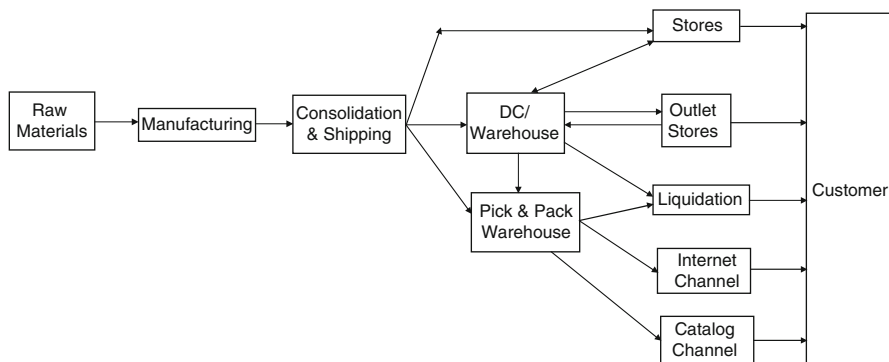 Raw
Materials
Manufacturing
Consolidation
& Shipping
DC/
Warehouse
Pick & Pack
Warehouse
Stores
Outlet
Stores
Liquidation
Internet
Channel
Catalog
Channel
Customer